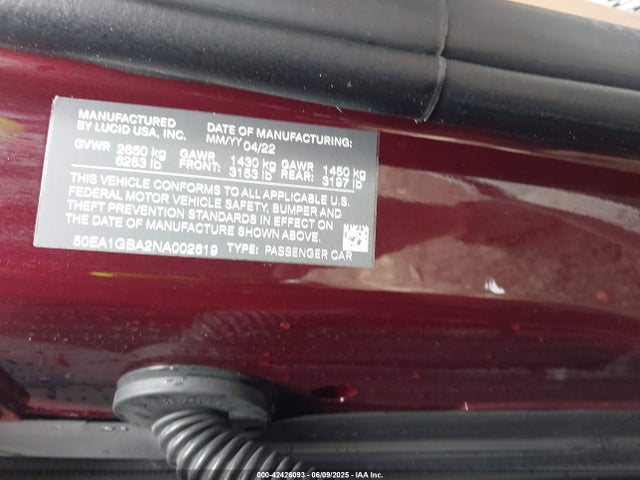 MANUFACTURED
BY LUCID USA, INC.
DATE OF MANUFACTURING:
MM/YY 04/22
GVWR 2850 kg GAWR 1430 kg GAWR 1450 kg
6283 lb FRONT: 3153 lb REAR: 3197 lb
THIS VEHICLE CONFORMS TO ALL APPLICABLE U.S.
FEDERAL MOTOR VEHICLE SAFETY, BUMPER AND
THEFT PREVENTION STANDARDS IN EFFECT ON
THE DATE OF MANUFACTURE SHOWN ABOVE.
50EA1GBA2NA002619 TYPE: PASSENGER CAR
000-42426093 - 06/09/2025 - IAA Inc.